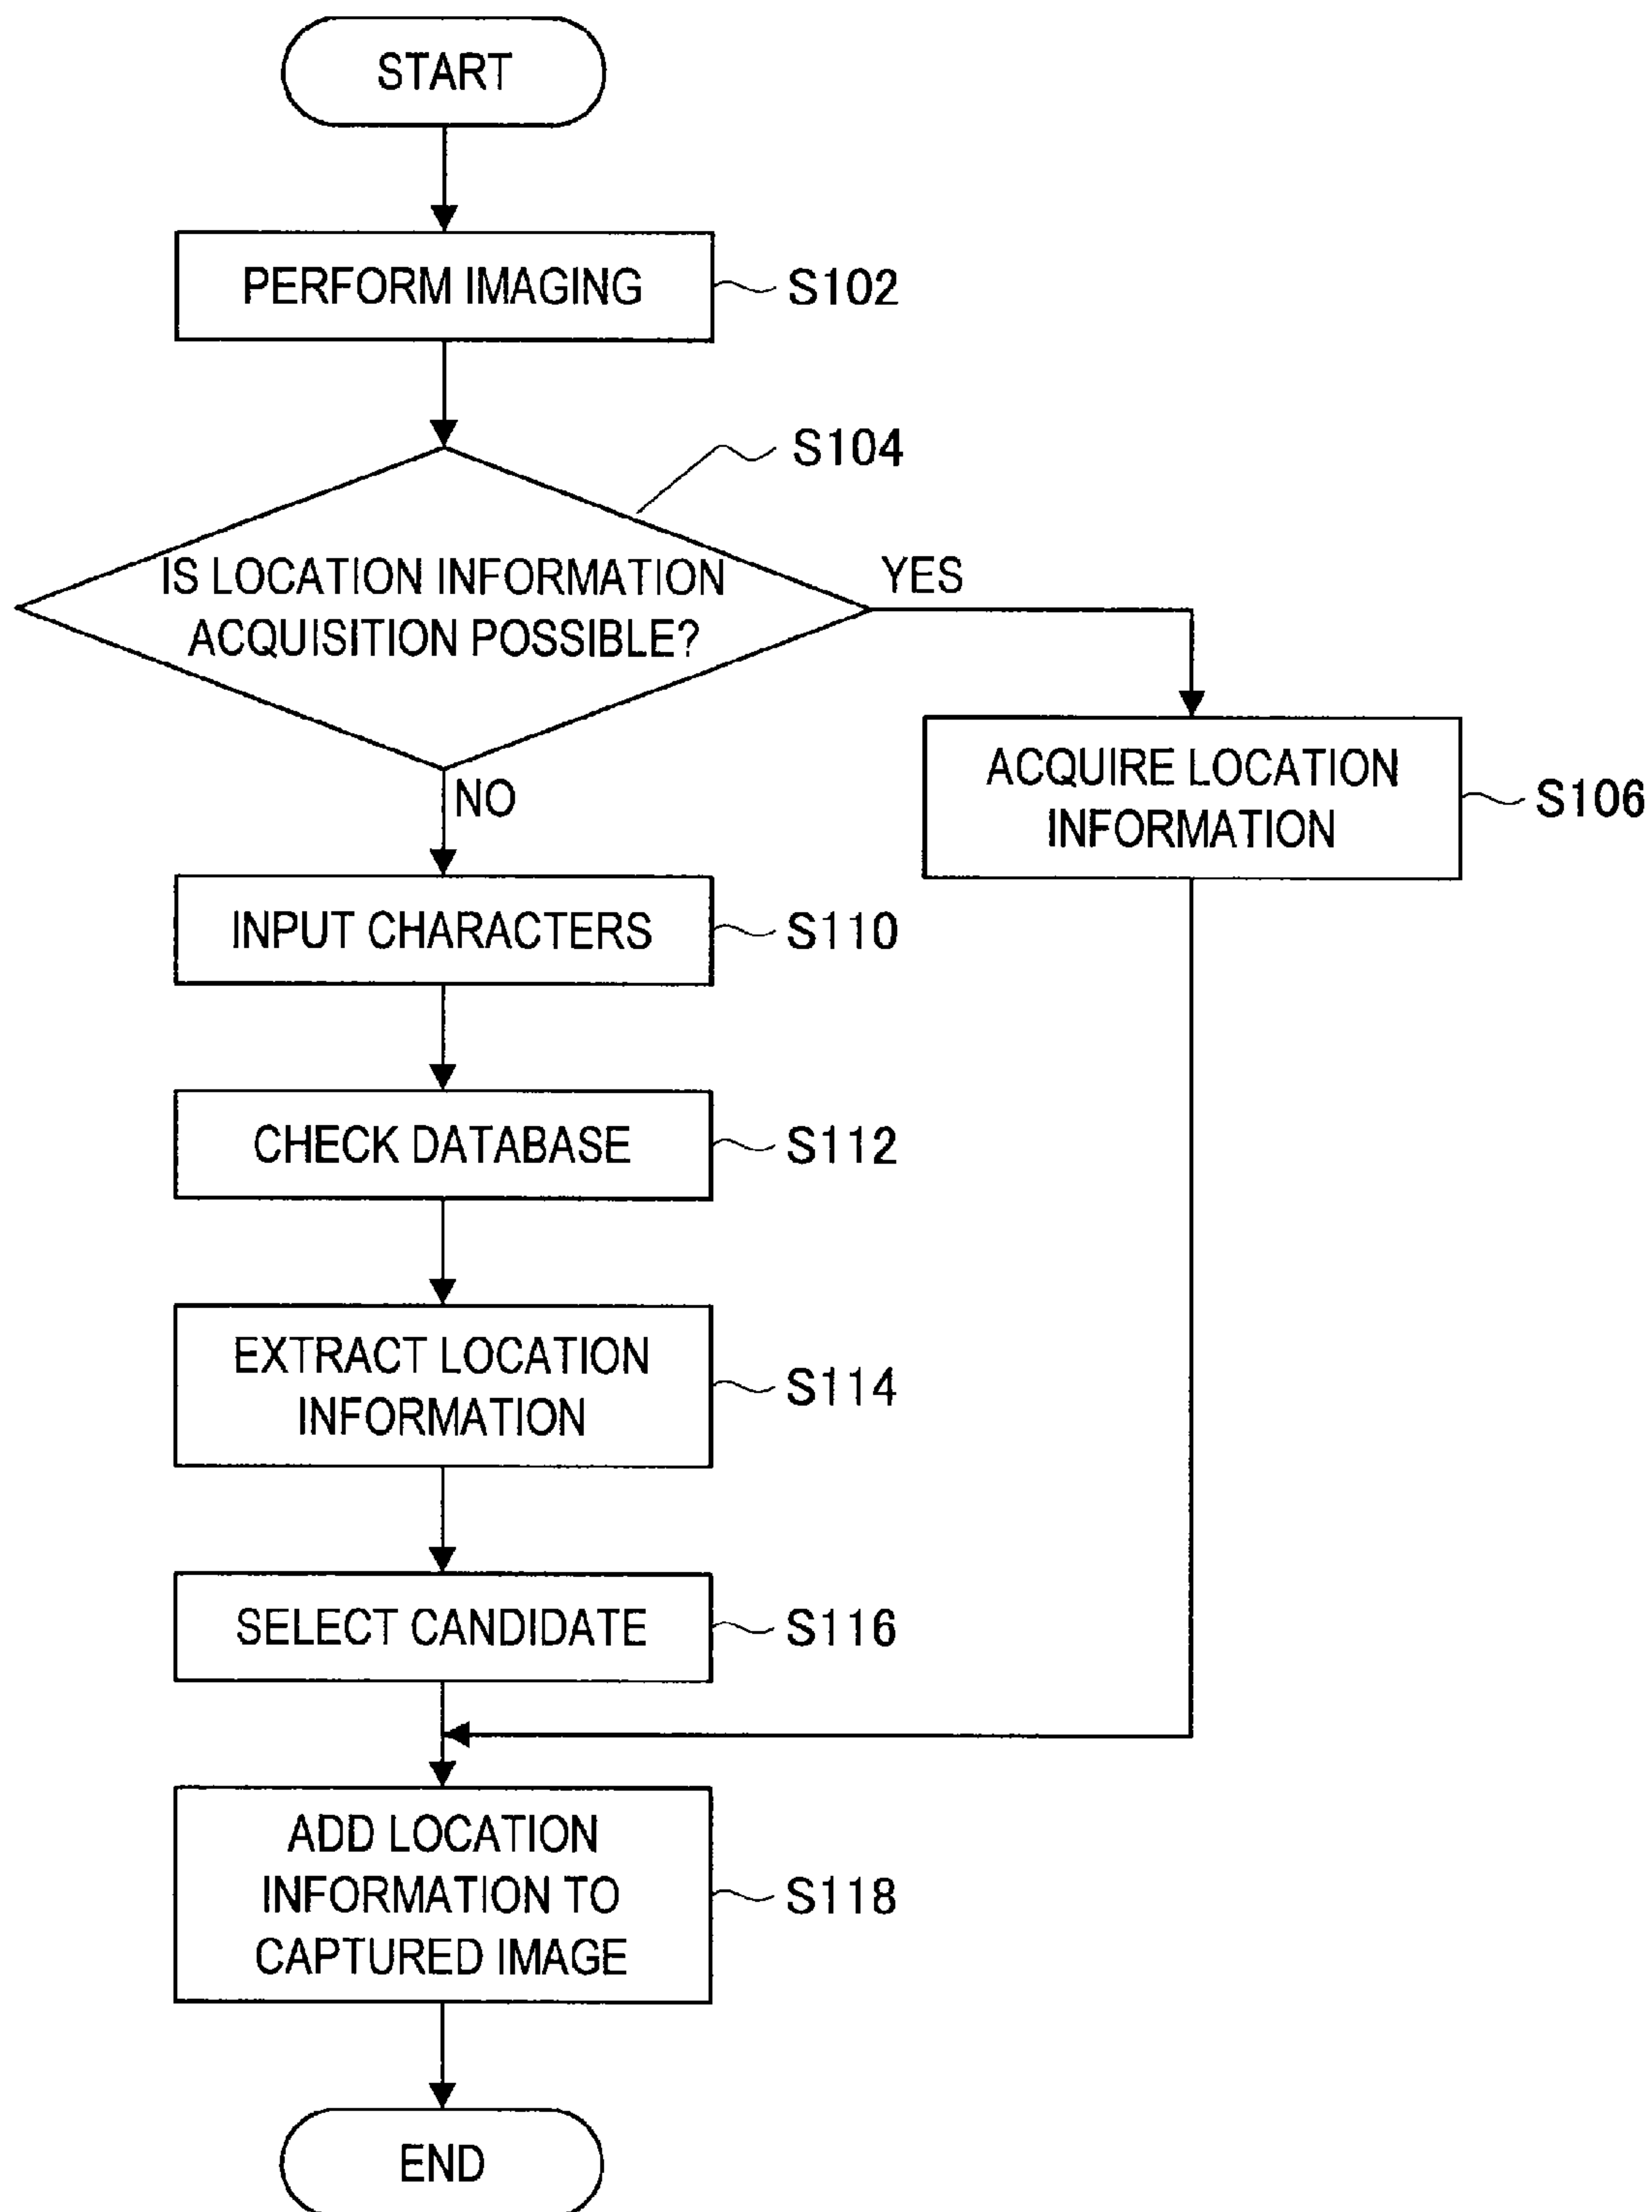 START
PERFORM IMAGING
S102
S104
IS LOCATION INFORMATION
ACQUISITION POSSIBLE?
YES
NO
ACQUIRE LOCATION
INFORMATION
S106
INPUT CHARACTERS
S110
CHECK DATABASE
S112
EXTRACT LOCATION
INFORMATION
S114
SELECT CANDIDATE
S116
ADD LOCATION
INFORMATION TO
CAPTURED IMAGE
S118
END